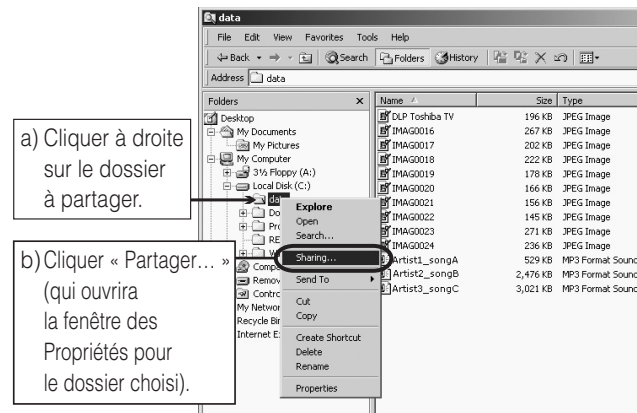 data
File Edit View Favorites Tools Help
Back Search Folders History
Address data
Folders × Name Size Type
Desktop
My Documents
My Pictures
My Computer
3½ Floppy (A:)
Local Disk (C:)
DLP Toshiba TV 196 KB JPEG Image
IMAG0016 267 KB JPEG Image
IMAG0017 202 KB JPEG Image
IMAG0018 222 KB JPEG Image
IMAG0019 178 KB JPEG Image
IMAG0020 166 KB JPEG Image
IMAG0021 156 KB JPEG Image
IMAG0022 145 KB JPEG Image
IMAG0023 271 KB JPEG Image
IMAG0024 236 KB JPEG Image
Artist1_songA 529 KB MP3 Format Sound
Artist2_songB 2,476 KB MP3 Format Sound
Artist3_songC 3,021 KB MP3 Format Sound
Explore
Open
Search...
Sharing...
Send To
Cut
Copy
Create Shortcut
Delete
Rename
Properties
a) Cliquer à droite
sur le dossier
à partager.
b) Cliquer « Partager... »
(qui ouvrira
la fenêtre des
Propriétés pour
le dossier choisi).
My Networ
Recycle Bin
Internet E